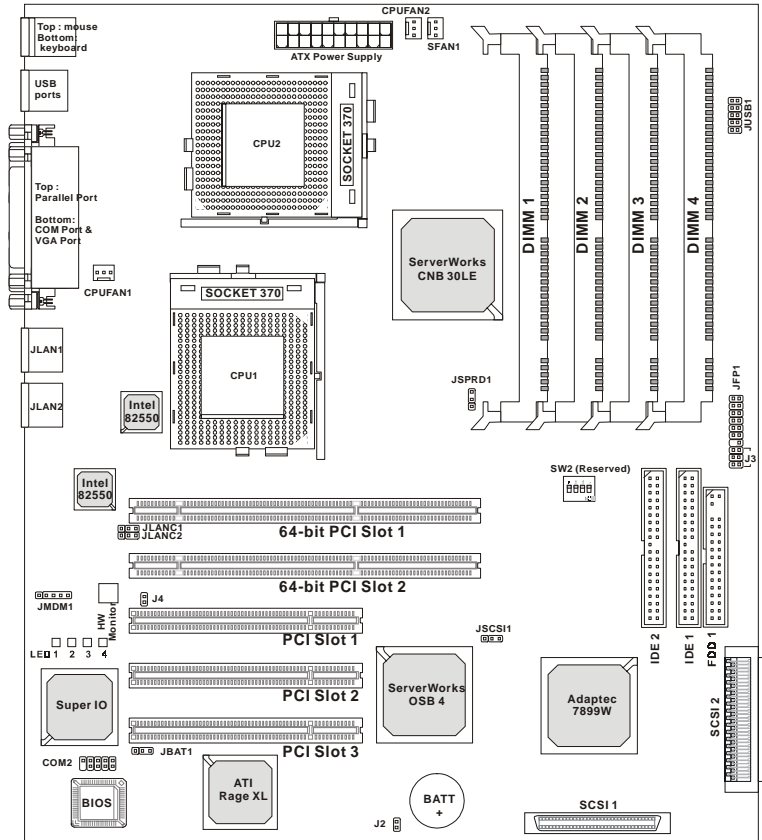 CPUFAN2
Top : mouse
Bottom:
keyboard
SFAN1
ATX Power Supply
USB
ports
JUSB1
CPU2
SOCKET 370
Top :
Parallel Port
Bottom:
COM Port &
VGA Port
DIMM 1
DIMM 2
DIMM 3
DIMM 4
ServerWorks
CNB 30LE
CPUFAN1
SOCKET 370
JLAN1
CPU1
JSPRD1
JFP1
JLAN2
Intel
82550
J3
SW2 (Reserved)
Intel
82550
JLANC1
JLANC2
64-bit PCI Slot 1
64-bit PCI Slot 2
JMDM1
HW
Monitor
J4
PCI Slot 1
JSCSI1
LED 1 2 3 4
IDE 2
IDE 1
FDD 1
PCI Slot 2
Super IO
ServerWorks
OSB 4
Adaptec
7899W
SCSI 2
JBAT1
PCI Slot 3
COM2
ATI
Rage XL
BIOS
BATT
+
SCSI 1
J2